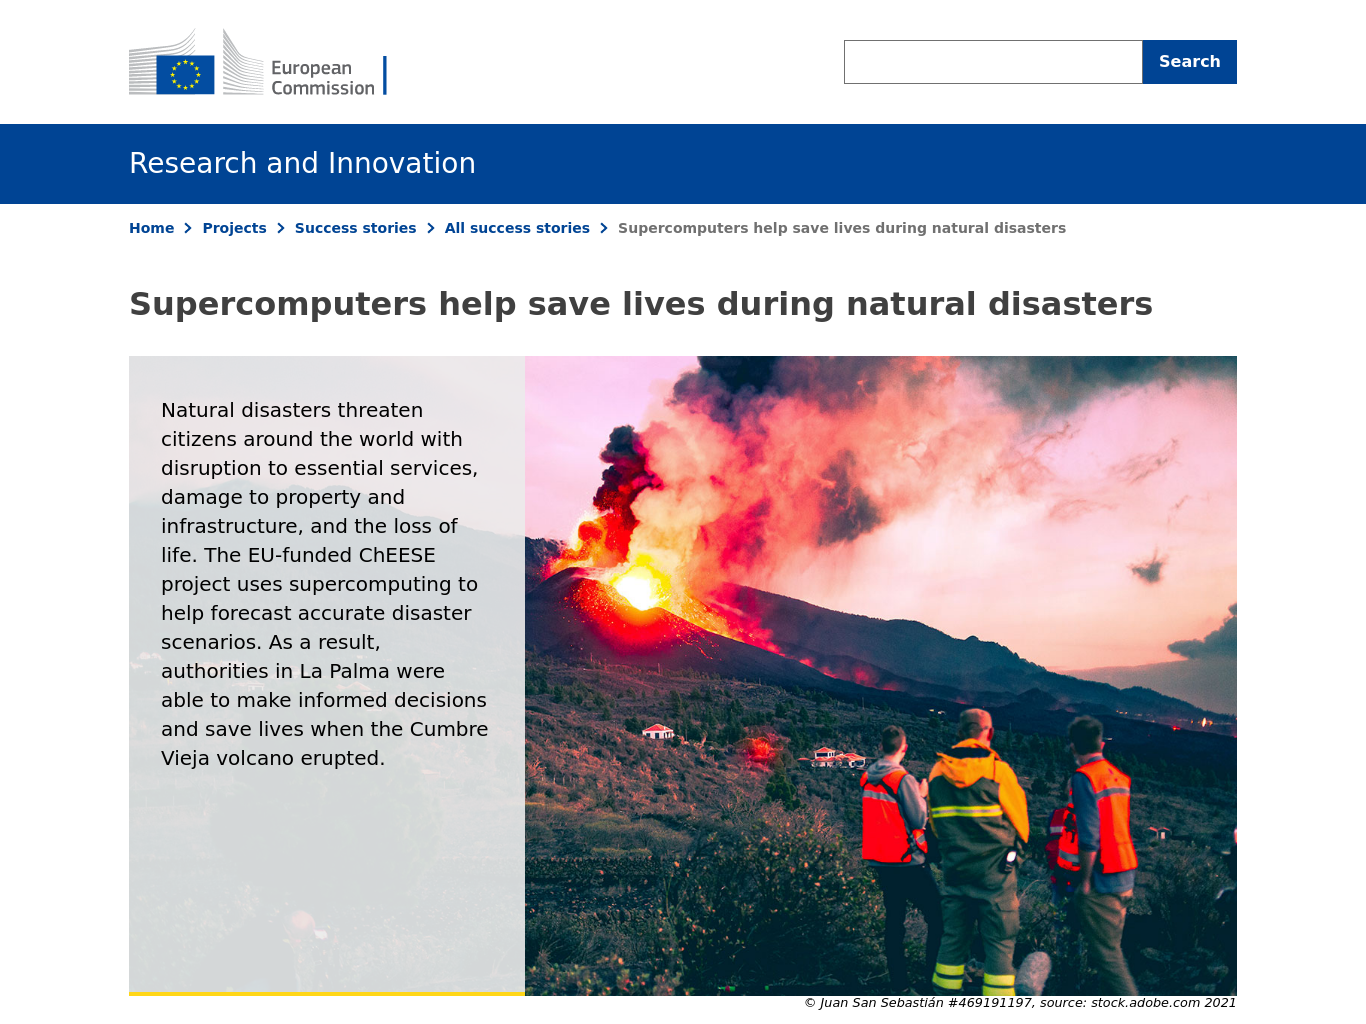 European
Commission
Search
Research and Innovation
Home Projects Success stories All success stories Supercomputers help save lives during natural disasters
Supercomputers help save lives during natural disasters
Natural disasters threaten
citizens around the world with
disruption to essential services,
damage to property and
infrastructure, and the loss of
life. The EU-funded ChEESE
project uses supercomputing to
help forecast accurate disaster
scenarios. As a result,
authorities in La Palma were
able to make informed decisions
and save lives when the Cumbre
Vieja volcano erupted.
© Juan San Sebastián #469191197, source: stock.adobe.com 2021